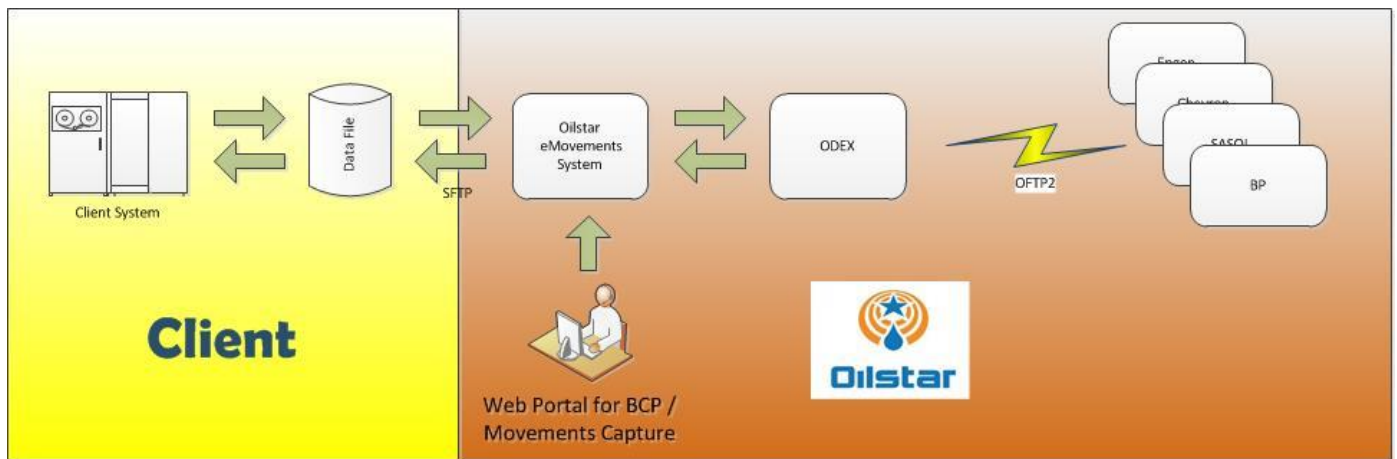 Client System
Data File
SFTP
Oilstar
eMovements
System
ODEX
OFTP2
Engen
Chevron
SASOL
BP
Client
Web Portal for BCP /
Movements Capture
Oilstar